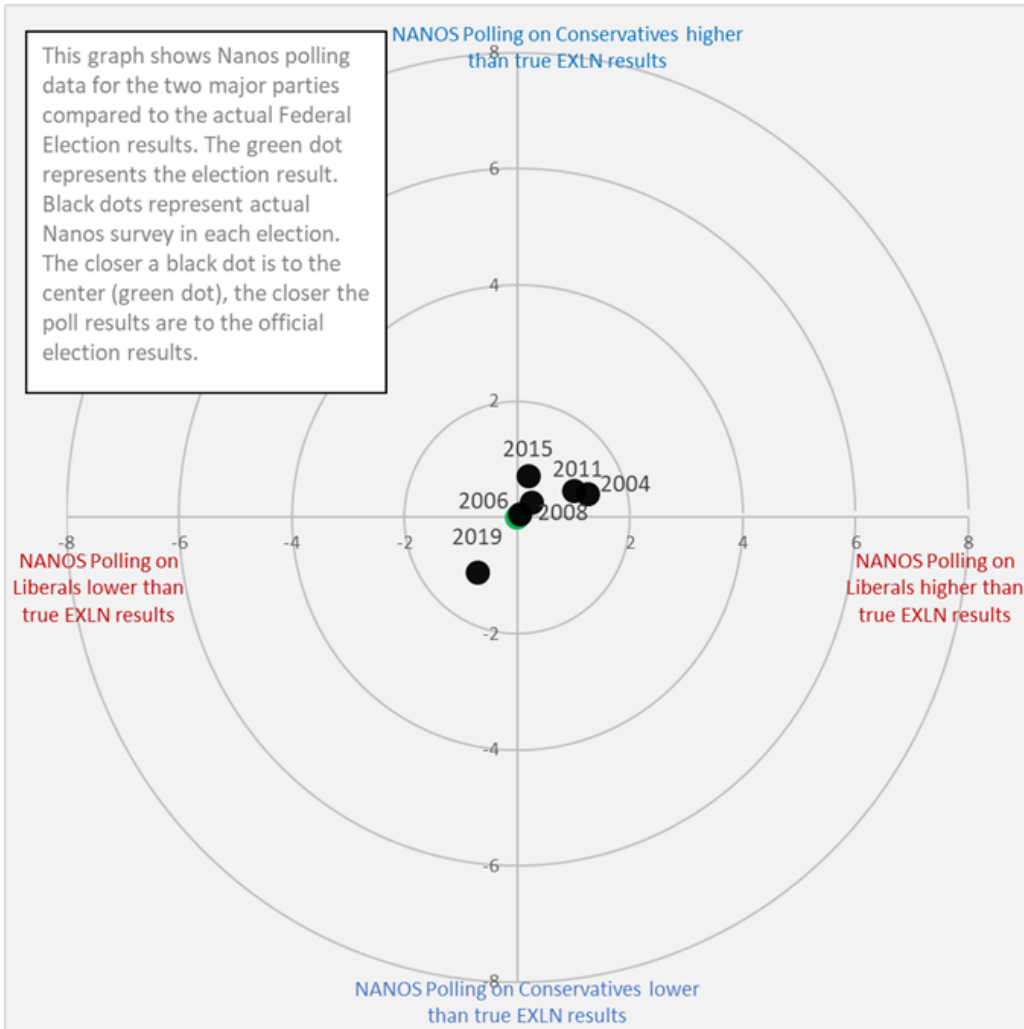 NANOS Polling on Conservatives higher
than true EXLN results
This graph shows Nanos polling
data for the two major parties
compared to the actual Federal
Election results. The green dot
represents the election result.
Black dots represent actual
Nanos survey in each election.
The closer a black dot is to the
center (green dot), the closer the
poll results are to the official
election results.
8
6
4
2
2015
2011
2004
2006
2008
2019
-8
-6
-4
-2
2
4
6
8
NANOS Polling on
Liberals lower than
true EXLN results
NANOS Polling on
Liberals higher than
true EXLN results
-2
-4
-6
-8
NANOS Polling on Conservatives lower
than true EXLN results